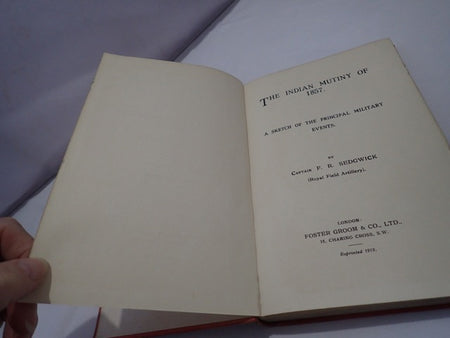 THE INDIAN MUTINY OF
1857.
A SKETCH OF THE PRINCIPAL MILITARY
EVENTS.
BY
CAPTAIN F. R. SEDGWICK
(Royal Field Artillery).
LONDON:
FOSTER GROOM & CO., LTD.,
15, CHARING CROSS, S.W.
Reprinted